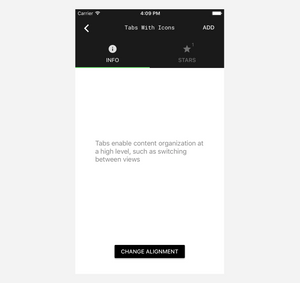 Carrier 4:09 PM
Tabs With Icons ADD
INFO STARS
Tabs enable content organization at
a high level, such as switching
between views
CHANGE ALIGNMENT